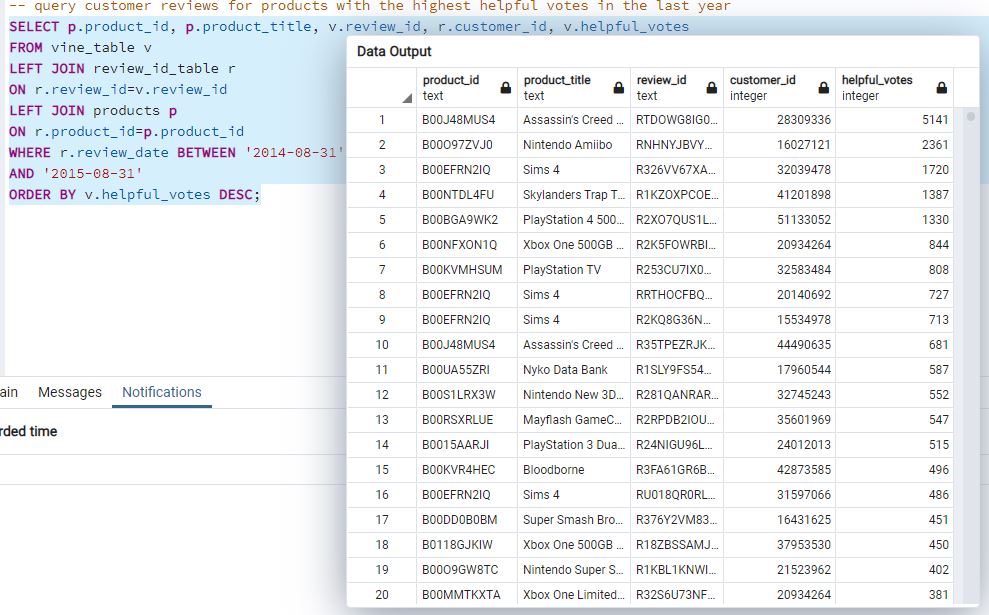 -- query customer reviews for products with the highest helpful votes in the last year
SELECT p.product_id, p.product_title, v.review_id, r.customer_id, v.helpful_votes
FROM vine_table v
LEFT JOIN review_id_table r
ON r.review_id=v.review_id
LEFT JOIN products p
ON r.product_id=p.product_id
WHERE r.review_date BETWEEN '2014-08-31'
AND '2015-08-31'
ORDER BY v.helpful_votes DESC;
ain Messages Notifications
rded time
Data Output
product_id product_title review_id customer_id helpful_votes
text text text integer integer
1 B00J48MUS4 Assassin's Creed ... RTDOWG8IG0... 28309336 5141
2 B00O97ZVJ0 Nintendo Amiibo RNHNYJBVY... 16027121 2361
3 B00EFRN2IQ Sims 4 R326VV67XA... 32039478 1720
4 B00NTDL4FU Skylanders Trap T... R1KZOXPCOE... 41201898 1387
5 B00BGA9WK2 PlayStation 4 500... R2XO7QUS1L... 51133052 1330
6 B00NFXON1Q Xbox One 500GB ... R2K5FOWRBI... 20934264 844
7 B00KVMHSUM PlayStation TV R253CU7IX0... 32583484 808
8 B00EFRN2IQ Sims 4 RRTHOCFBQ... 20140692 727
9 B00EFRN2IQ Sims 4 R2KQ8G36N... 15534978 713
10 B00J48MUS4 Assassin's Creed ... R35TPEZRJK... 44490635 681
11 B00UA55ZRI Nyko Data Bank R1SLY9FS54... 17960544 587
12 B00S1LRX3W Nintendo New 3D... R281QANRAR... 32745243 552
13 B00RSXRLUE Mayflash GameC... R2RPDB2IOU... 35601969 547
14 B0015AARJI PlayStation 3 Dua... R24NIGU96L... 24012013 515
15 B00KVR4HEC Bloodborne R3FA61GR6B... 42873585 496
16 B00EFRN2IQ Sims 4 RU018QR0RL... 31597066 486
17 B00DD0B0BM Super Smash Bro... R376Y2VM83... 16431625 451
18 B0118GJKIW Xbox One 500GB ... R18ZBSSAMJ... 37953530 450
19 B00O9GW8TC Nintendo Super S... R1KBL1KNWI... 21523962 402
20 B00MMTKXTA Xbox One Limited... R32S6U73NF... 20934264 381